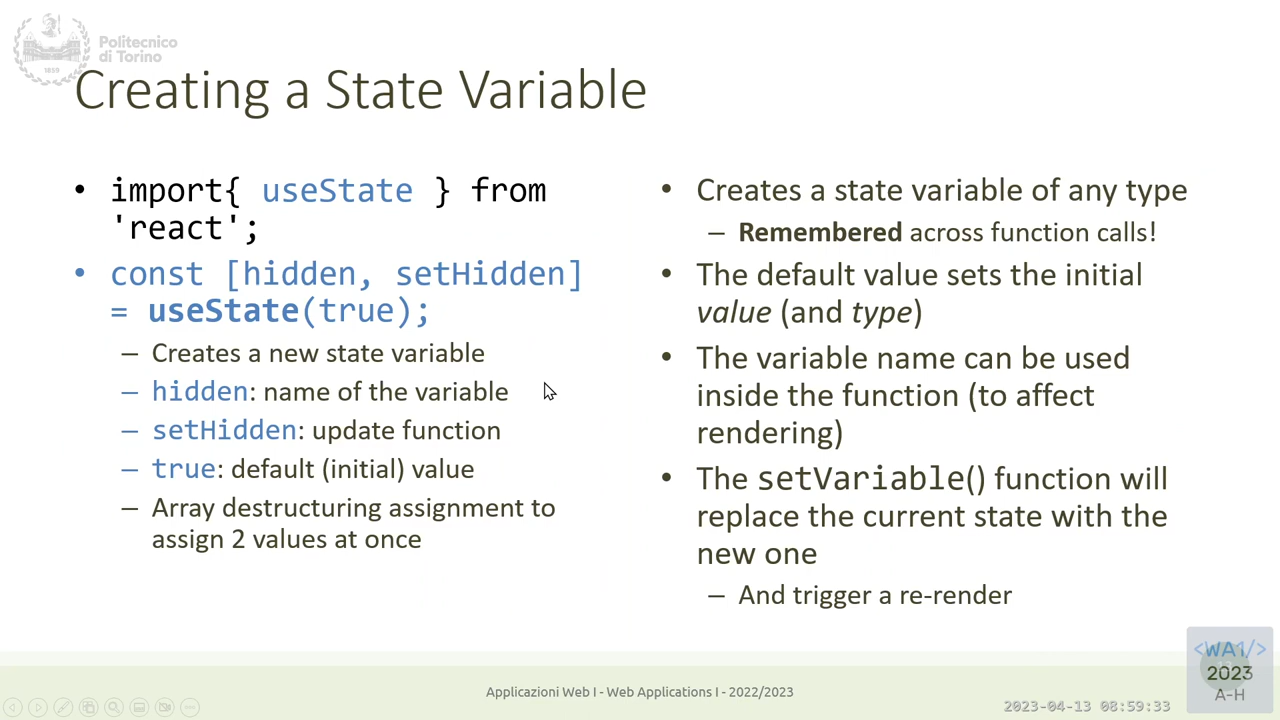 Politecnico
di Torino
1859
Creating a State Variable
• import{ useState } from
'react';
• const [hidden, setHidden]
= useState(true);
– Creates a new state variable
– hidden: name of the variable
– setHidden: update function
– true: default (initial) value
– Array destructuring assignment to
assign 2 values at once
• Creates a state variable of any type
– Remembered across function calls!
• The default value sets the initial
value (and type)
• The variable name can be used
inside the function (to affect
rendering)
• The setVariable() function will
replace the current state with the
new one
– And trigger a re-render
Applicazioni Web I - Web Applications I - 2022/2023
<WA1/>
2023
A-H
2023-04-13 08:59:33